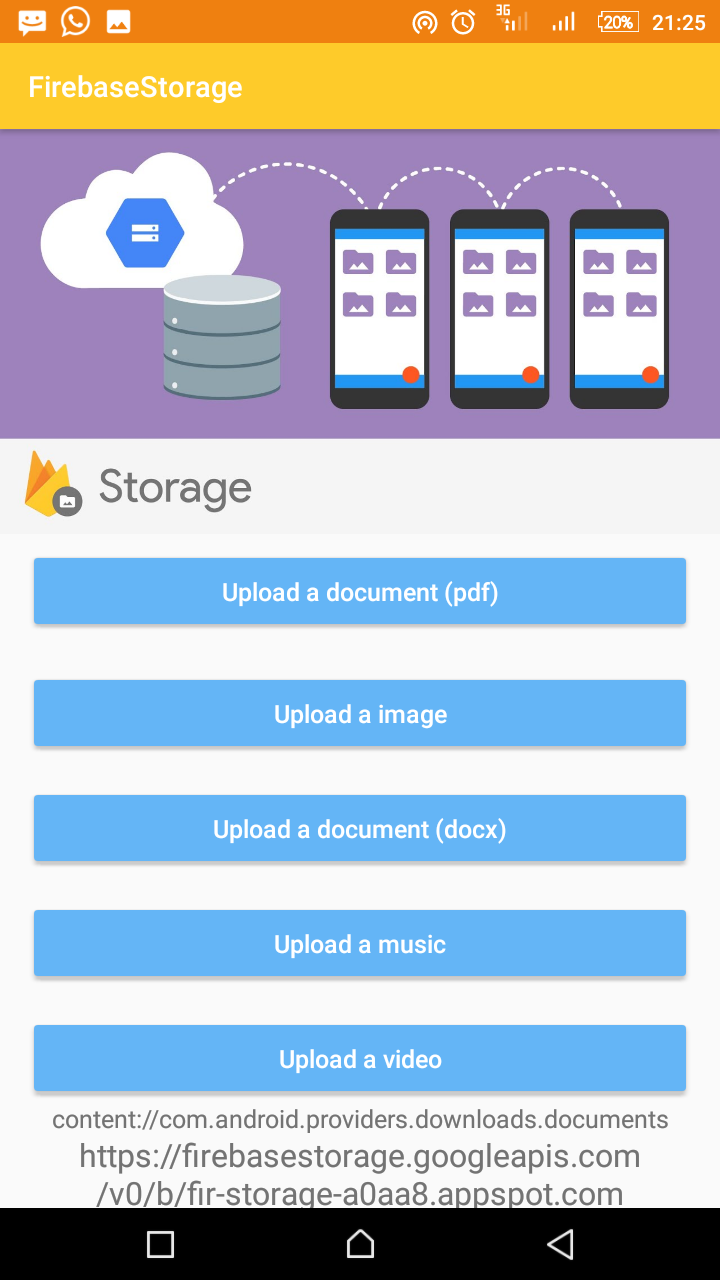 3G
20%
21:25
FirebaseStorage
Storage
Upload a document (pdf)
Upload a image
Upload a document (docx)
Upload a music
Upload a video
content://com.android.providers.downloads.documents
https://firebasestorage.googleapis.com
/v0/b/fir-storage-a0aa8.appspot.com